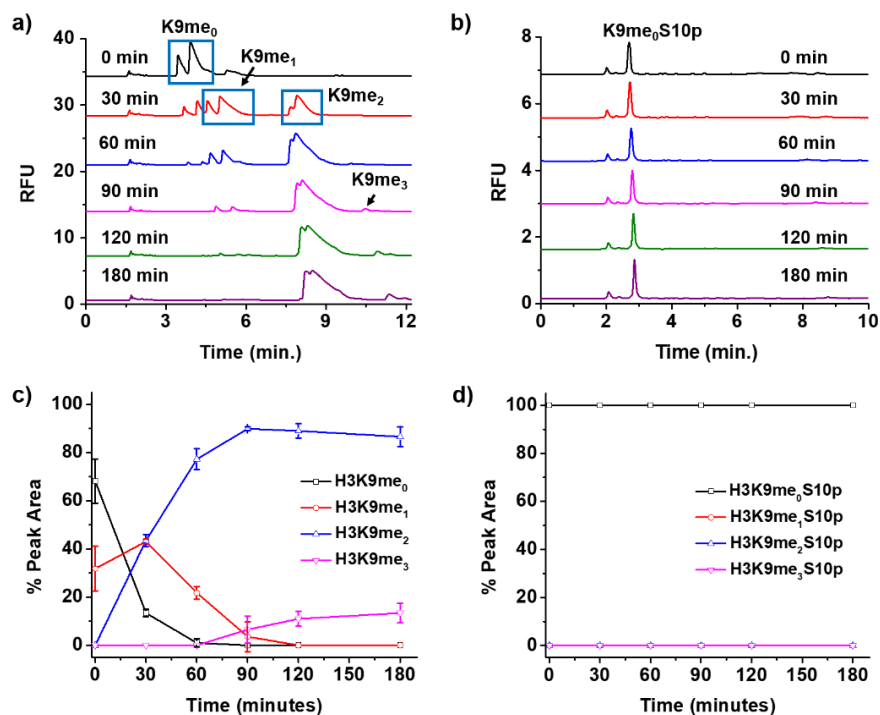 a)
K9me₀
K9me₁
K9me₂
K9me₃
0 min
30 min
60 min
90 min
120 min
180 min
40
30
20
10
0
RFU
0 3 6 9 12
Time (min.)
b)
K9me₀S10p
0 min
30 min
60 min
90 min
120 min
180 min
8
6
4
2
0
RFU
0 2 4 6 8 10
Time (min.)
c)
100
80
60
40
20
0
% Peak Area
H3K9me₀
H3K9me₁
H3K9me₂
H3K9me₃
0 30 60 90 120 150 180
Time (minutes)
d)
100
80
60
40
20
0
% Peak Area
H3K9me₀S10p
H3K9me₁S10p
H3K9me₂S10p
H3K9me₃S10p
0 30 60 90 120 150 180
Time (minutes)